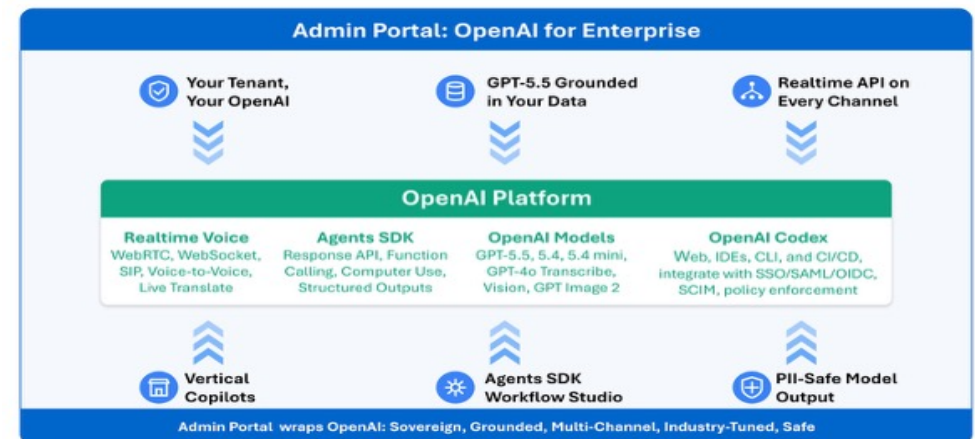 Admin Portal: OpenAI for Enterprise
Your Tenant,
Your OpenAI
GPT-5.5 Grounded
in Your Data
Realtime API on
Every Channel
OpenAI Platform
Realtime Voice
WebRTC, WebSocket,
SIP, Voice-to-Voice,
Live Translate
Agents SDK
Response API, Function
Calling, Computer Use,
Structured Outputs
OpenAI Models
GPT-5.5, 5.4, 5.4 mini,
GPT-4o Transcribe,
Vision, GPT Image 2
OpenAI Codex
Web, IDEs, CLI, and CI/CD,
integrate with SSO/SAML/OIDC,
SCIM, policy enforcement
Vertical
Copilots
Agents SDK
Workflow Studio
PII-Safe Model
Output
Admin Portal wraps OpenAI: Sovereign, Grounded, Multi-Channel, Industry-Tuned, Safe